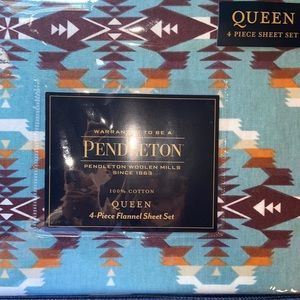 QUEEN
4 PIECE SHEET SET
WARRANTED TO BE A
PENDLETON
PENDLETON WOOLEN MILLS
SINCE 1863
100% COTTON
QUEEN
4-Piece Flannel Sheet Set